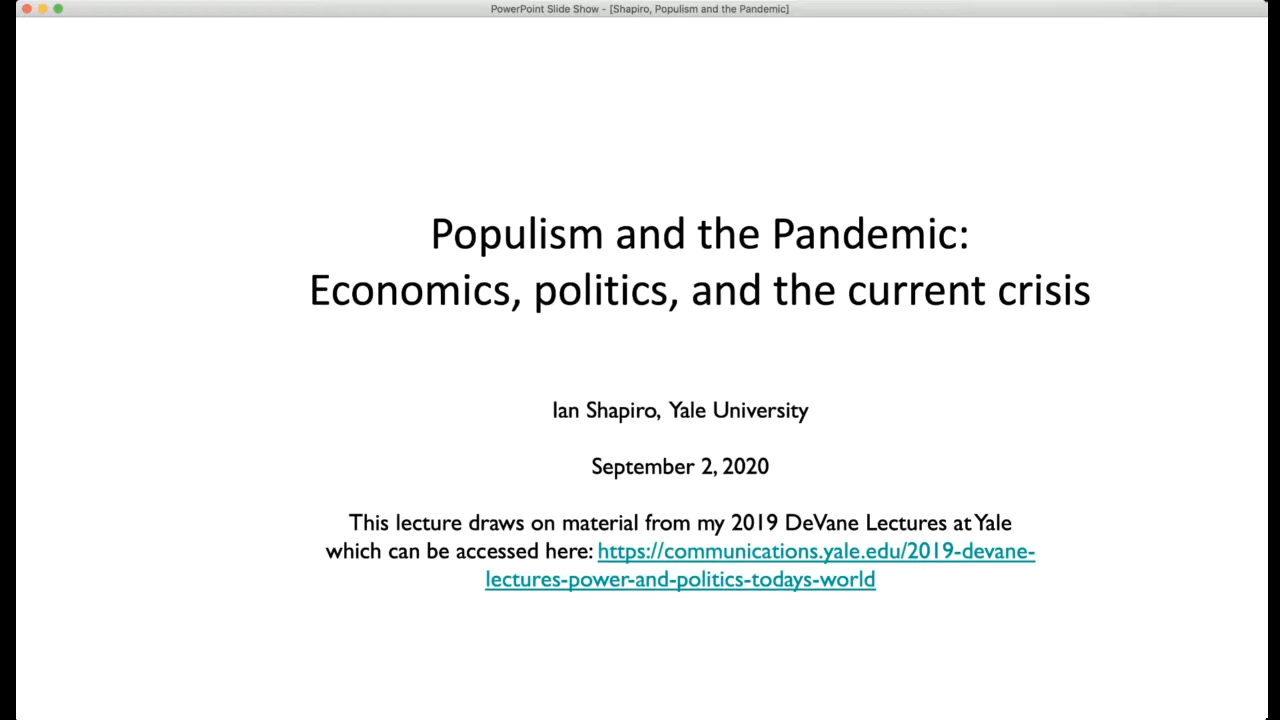 PowerPoint Slide Show - [Shapiro, Populism and the Pandemic]
Populism and the Pandemic:
Economics, politics, and the current crisis
Ian Shapiro, Yale University
September 2, 2020
This lecture draws on material from my 2019 DeVane Lectures at Yale
which can be accessed here: https://communications.yale.edu/2019-devane-
lectures-power-and-politics-todays-world